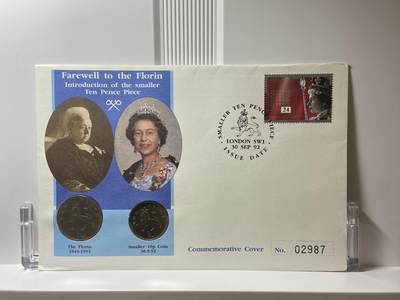 Farewell to the Florin
Introduction of the smaller
Ten Pence Piece
24
SMALLER TEN PENCE PIECE
LONDON SW1
30 SEP 92
ISSUE DATE
The Florin
1849-1993
Smaller 10p Coin
30.9.92
Commemorative Cover No. 02987